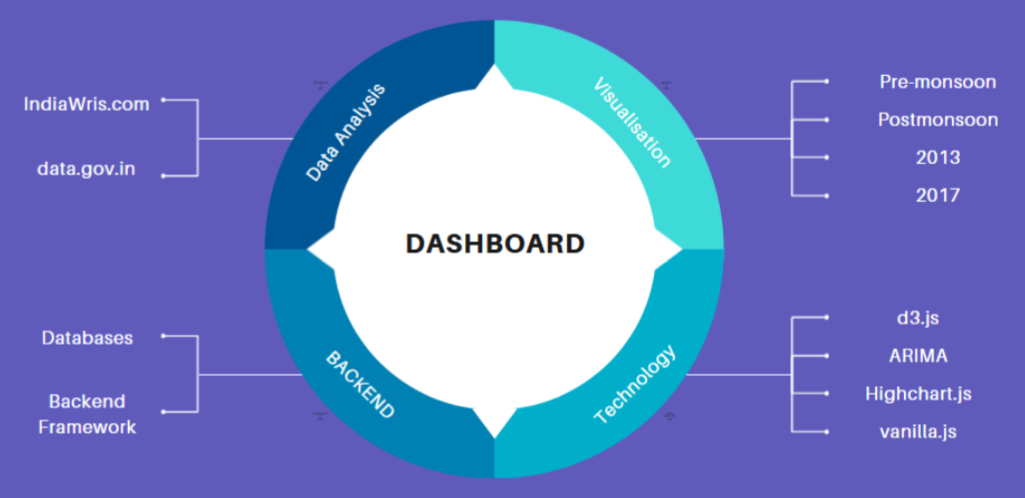 IndiaWris.com
data.gov.in
Data Analysis
Visualisation
Pre-monsoon
Postmonsoon
2013
2017
DASHBOARD
Databases
Backend
Framework
BACKEND
Technology
d3.js
ARIMA
Highchart.js
vanilla.js